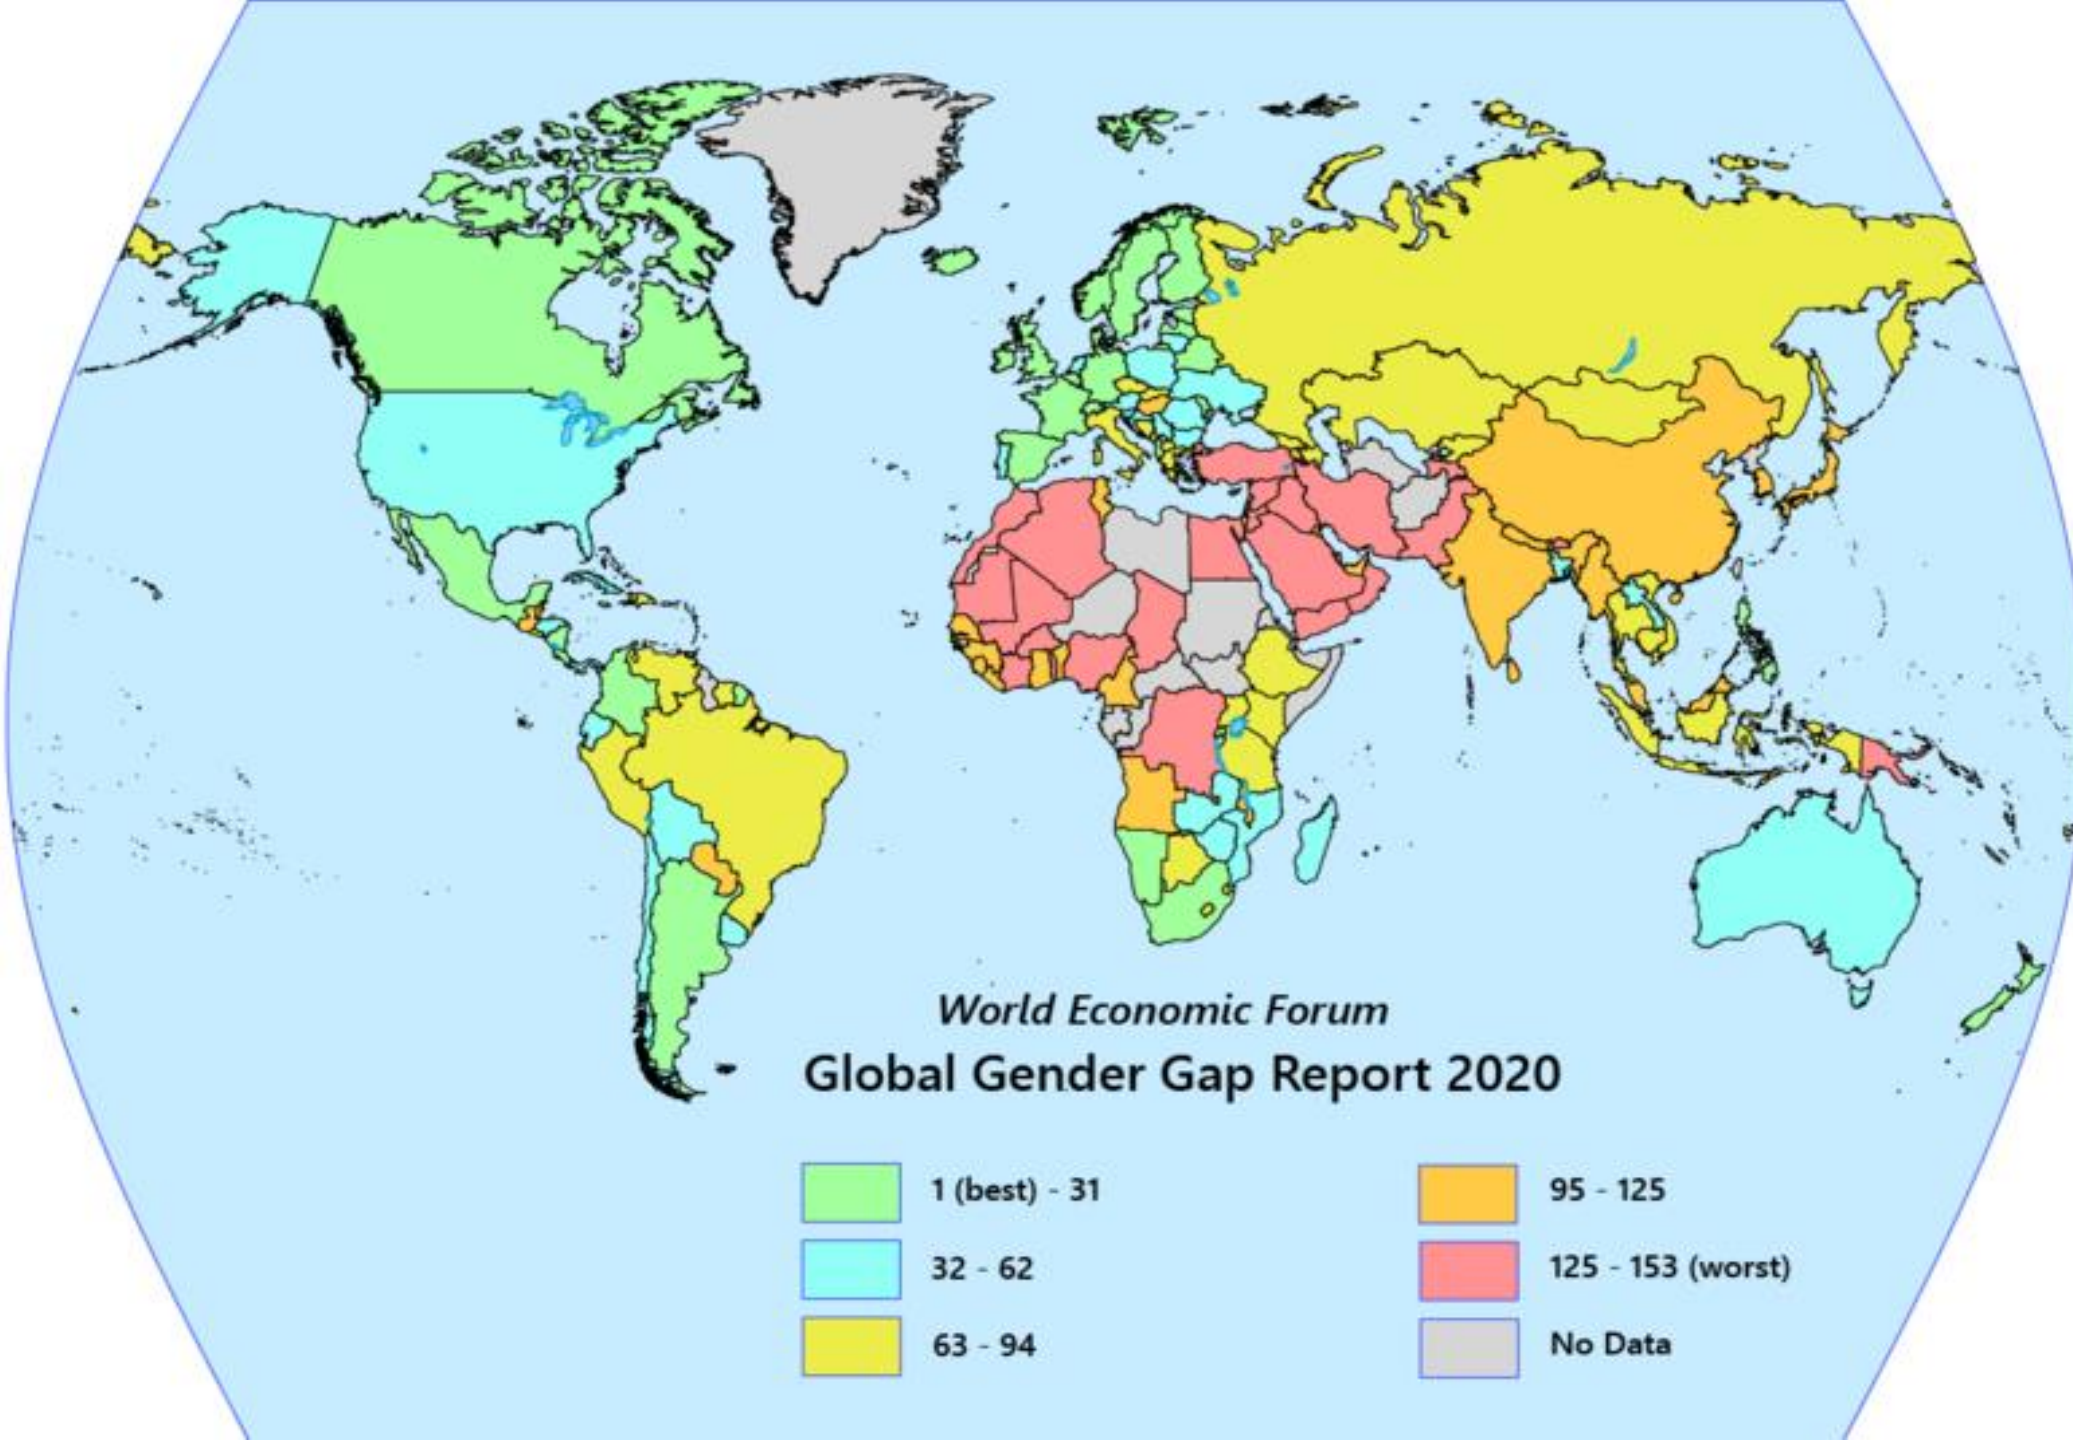 World Economic Forum
Global Gender Gap Report 2020
1 (best) - 31
32 - 62
63 - 94
95 - 125
125 - 153 (worst)
No Data